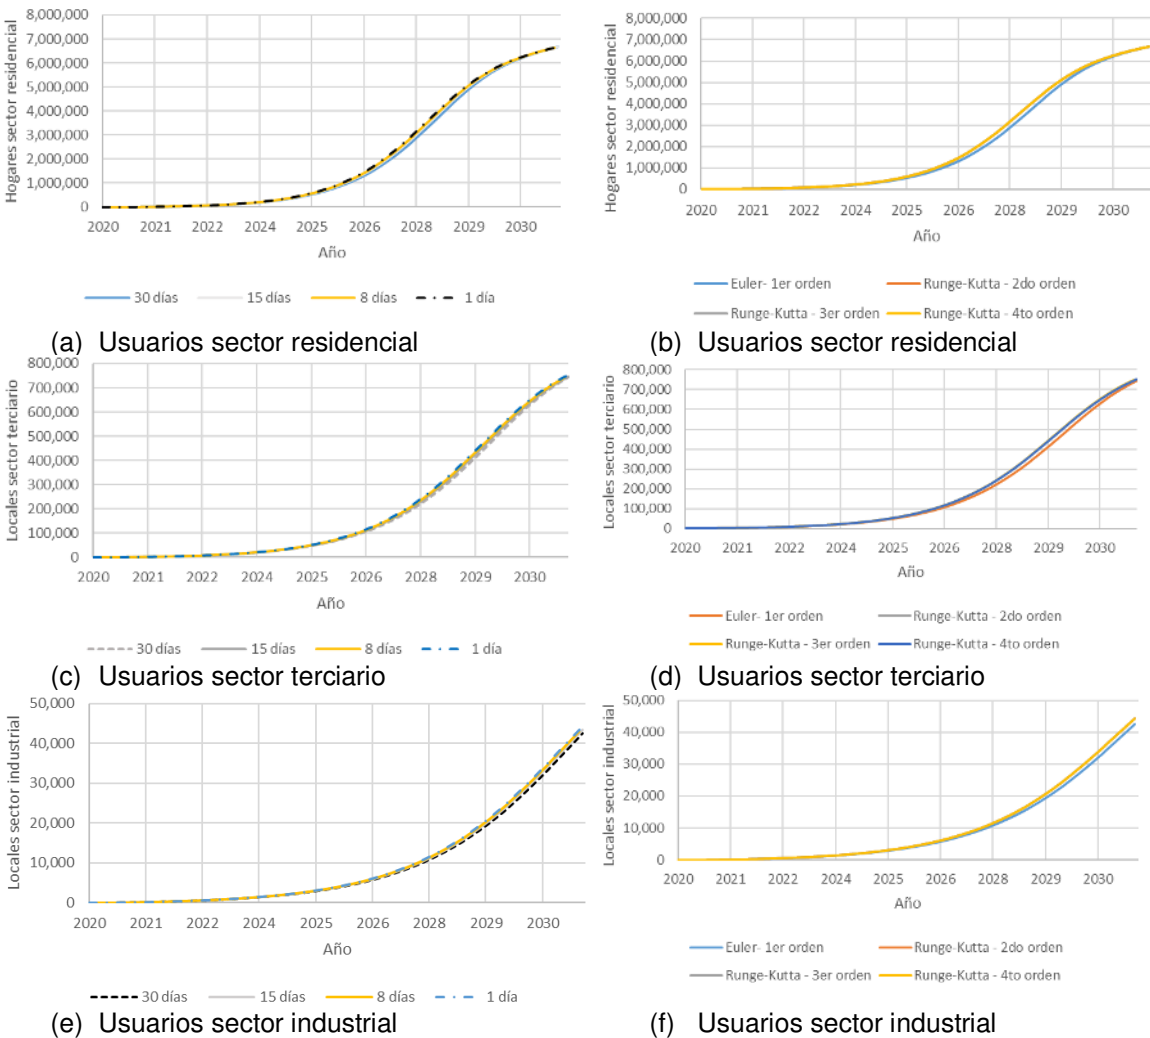 8,000,000
7,000,000
6,000,000
5,000,000
4,000,000
3,000,000
2,000,000
1,000,000
0
Hogares sector residencial
2020 2021 2022 2024 2025 2026 2028 2029 2030
Año
30 días 15 días 8 días 1 día
(a) Usuarios sector residencial
8,000,000
7,000,000
6,000,000
5,000,000
4,000,000
3,000,000
2,000,000
1,000,000
0
Hogares sector residencial
2020 2021 2022 2024 2025 2026 2028 2029 2030
Año
Euler- 1er orden Runge-Kutta - 2do orden
Runge-Kutta - 3er orden Runge-Kutta - 4to orden
(b) Usuarios sector residencial
800,000
700,000
600,000
500,000
400,000
300,000
200,000
100,000
0
Locales sector terciario
2020 2021 2022 2024 2025 2026 2028 2029 2030
Año
30 días 15 días 8 días 1 día
(c) Usuarios sector terciario
800,000
700,000
600,000
500,000
400,000
300,000
200,000
100,000
0
Locales sector terciario
2020 2021 2022 2024 2025 2026 2028 2029 2030
Año
Euler- 1er orden Runge-Kutta - 2do orden
Runge-Kutta - 3er orden Runge-Kutta - 4to orden
(d) Usuarios sector terciario
50,000
40,000
30,000
20,000
10,000
0
Locales sector industrial
2020 2021 2022 2024 2025 2026 2028 2029 2030
Año
30 días 15 días 8 días 1 día
(e) Usuarios sector industrial
50,000
40,000
30,000
20,000
10,000
0
Locales sector industrial
2020 2021 2022 2024 2025 2026 2028 2029 2030
Año
Euler- 1er orden Runge-Kutta - 2do orden
Runge-Kutta - 3er orden Runge-Kutta - 4to orden
(f) Usuarios sector industrial